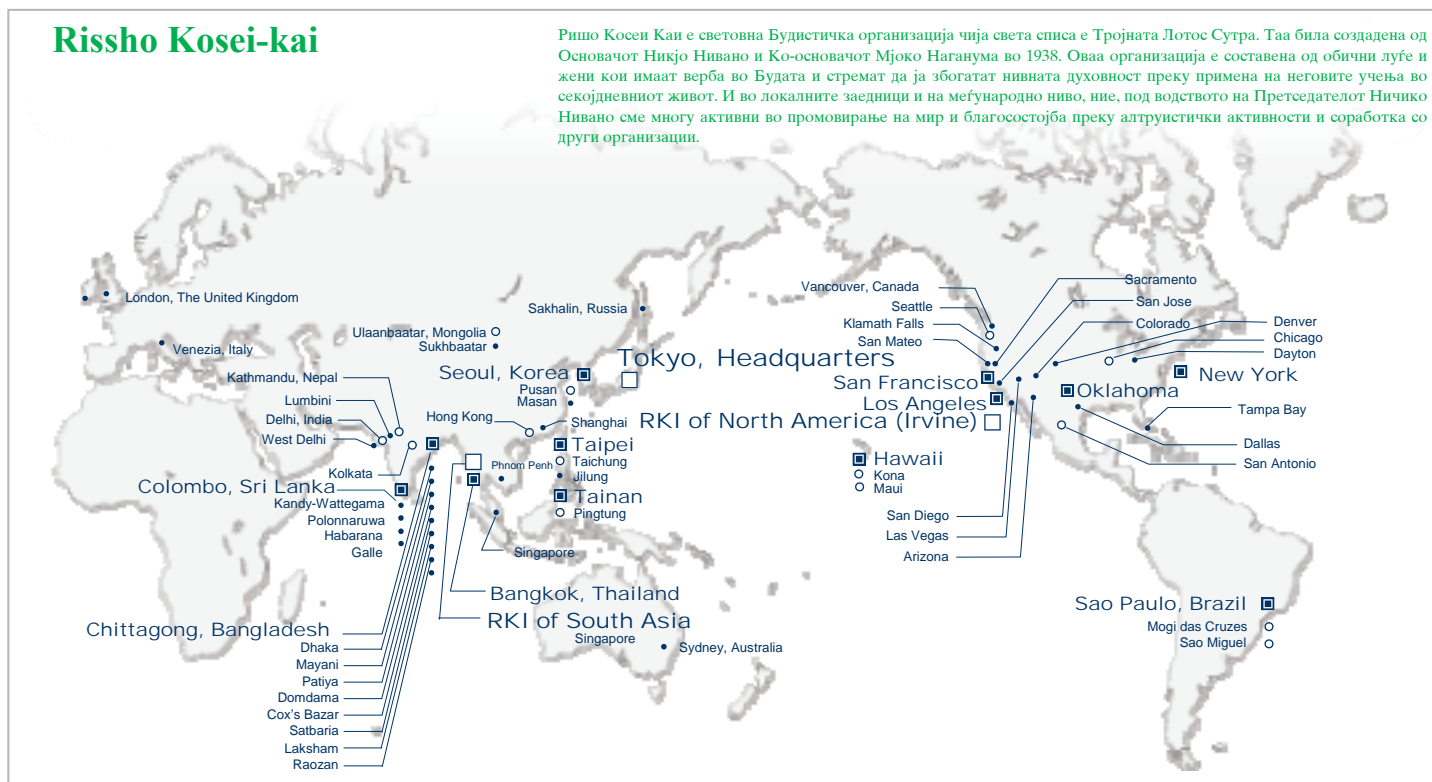 Rissho Kosei-kai
Ришо Косеи Каи е световна Будистичка организација чија света списа е Тројната Лотос Сутра. Таа била создадена од
Основачот Никјо Нивано и Ко-основачот Мјоко Наганума во 1938. Оваа организација е составена од обични луѓе и
жени кои имаат верба во Будата и стремат да ја збогатат нивната духовност преку примена на неговите учења во
секојдневниот живот. И во локалните заедници и на меѓународно ниво, ние, под водството на Претседателот Ничико
Нивано сме многу активни во промовирање на мир и благосостојба преку алтруистички активности и соработка со
други организации.
London, The United Kingdom
Venezia, Italy
Sakhalin, Russia
Ulaanbaatar, Mongolia
Sukhbaatar
Tokyo, Headquarters
Seoul, Korea
Pusan
Masan
Kathmandu, Nepal
Lumbini
Delhi, India
West Delhi
Kolkata
Hong Kong
Shanghai
Taipei
Taichung
Jilung
Tainan
Pingtung
Phnom Penh
Colombo, Sri Lanka
Kandy-Wattegama
Polonnaruwa
Habarana
Galle
Singapore
Bangkok, Thailand
RKI of South Asia
Singapore
Sydney, Australia
Chittagong, Bangladesh
Dhaka
Mayani
Patiya
Domdama
Cox's Bazar
Satbaria
Laksham
Raozan
Vancouver, Canada
Seattle
Klamath Falls
San Mateo
San Francisco
Los Angeles
RKI of North America (Irvine)
Hawaii
Kona
Maui
San Diego
Las Vegas
Arizona
Sacramento
San Jose
Colorado
Denver
Chicago
Dayton
New York
Oklahoma
Tampa Bay
Dallas
San Antonio
Sao Paulo, Brazil
Mogi das Cruzes
Sao Miguel